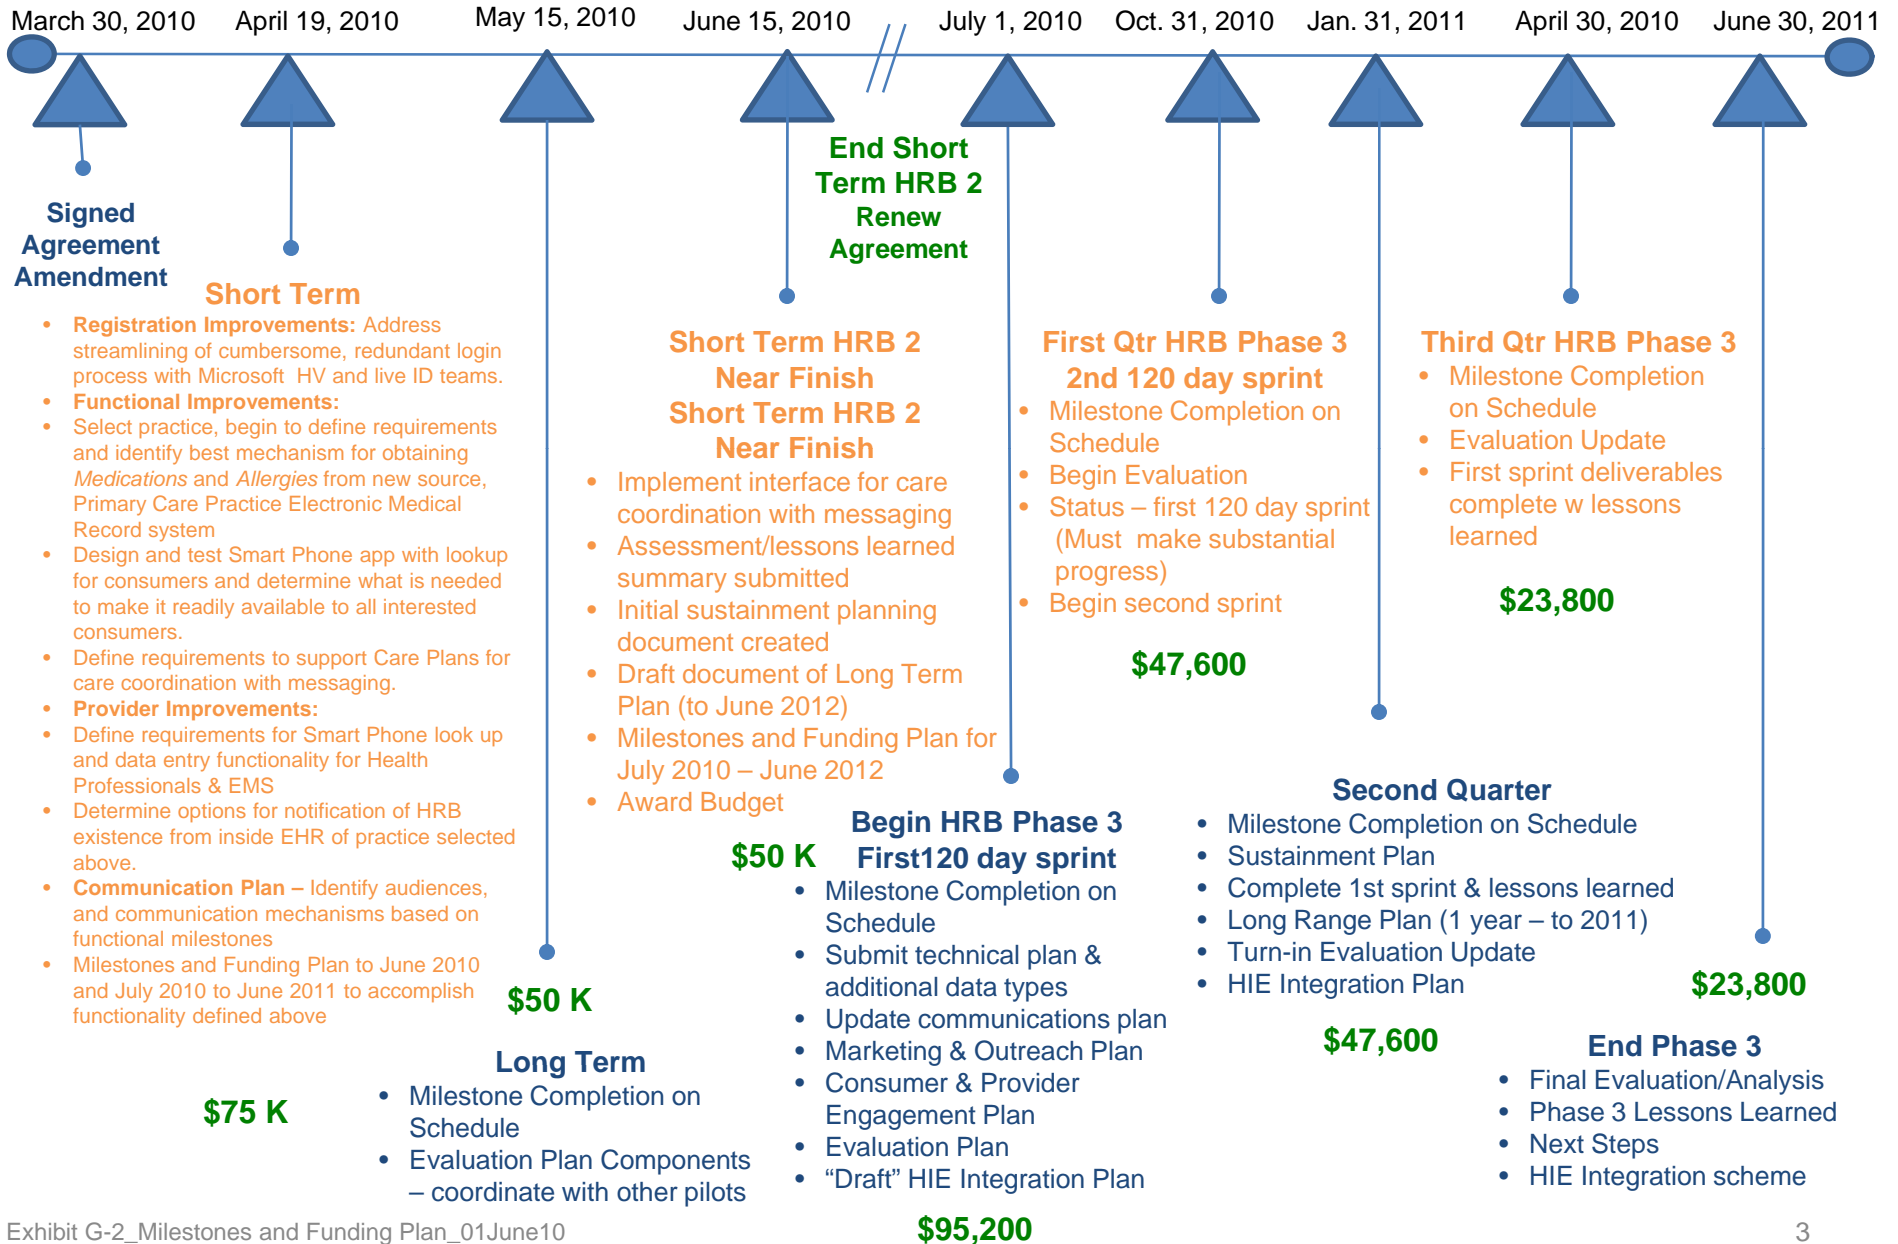 March 30, 2010
April 19, 2010
May 15, 2010
June 15, 2010
July 1, 2010
Oct. 31, 2010
Jan. 31, 2011
April 30, 2010
June 30, 2011
Signed
Agreement
Amendment
Short Term
• Registration Improvements: Address
streamlining of cumbersome, redundant login
process with Microsoft HV and live ID teams.
• Functional Improvements:
• Select practice, begin to define requirements
and identify best mechanism for obtaining
Medications and Allergies from new source,
Primary Care Practice Electronic Medical
Record system
• Design and test Smart Phone app with lookup
for consumers and determine what is needed
to make it readily available to all interested
consumers.
• Define requirements to support Care Plans for
care coordination with messaging.
• Provider Improvements:
• Define requirements for Smart Phone look up
and data entry functionality for Health
Professionals & EMS
• Determine options for notification of HRB
existence from inside EHR of practice selected
above.
• Communication Plan – Identify audiences,
and communication mechanisms based on
functional milestones
• Milestones and Funding Plan to June 2010
and July 2010 to June 2011 to accomplish
functionality defined above
$75 K
$50 K
Long Term
• Milestone Completion on
Schedule
• Evaluation Plan Components
– coordinate with other pilots
End Short
Term HRB 2
Renew
Agreement
Short Term HRB 2
Near Finish
Short Term HRB 2
Near Finish
• Implement interface for care
coordination with messaging
• Assessment/lessons learned
summary submitted
• Initial sustainment planning
document created
• Draft document of Long Term
Plan (to June 2012)
• Milestones and Funding Plan for
July 2010 – June 2012
• Award Budget
$50 K
Begin HRB Phase 3
First120 day sprint
• Milestone Completion on
Schedule
• Submit technical plan &
additional data types
• Update communications plan
• Marketing & Outreach Plan
• Consumer & Provider
Engagement Plan
• Evaluation Plan
• “Draft” HIE Integration Plan
$95,200
First Qtr HRB Phase 3
2nd 120 day sprint
• Milestone Completion on
Schedule
• Begin Evaluation
• Status – first 120 day sprint
(Must make substantial
progress)
• Begin second sprint
$47,600
Second Quarter
• Milestone Completion on Schedule
• Sustainment Plan
• Complete 1st sprint & lessons learned
• Long Range Plan (1 year – to 2011)
• Turn-in Evaluation Update
• HIE Integration Plan
$47,600
Third Qtr HRB Phase 3
• Milestone Completion
on Schedule
• Evaluation Update
• First sprint deliverables
complete w lessons
learned
$23,800
$23,800
End Phase 3
• Final Evaluation/Analysis
• Phase 3 Lessons Learned
• Next Steps
• HIE Integration scheme
Exhibit G-2_Milestones and Funding Plan_01June10
3